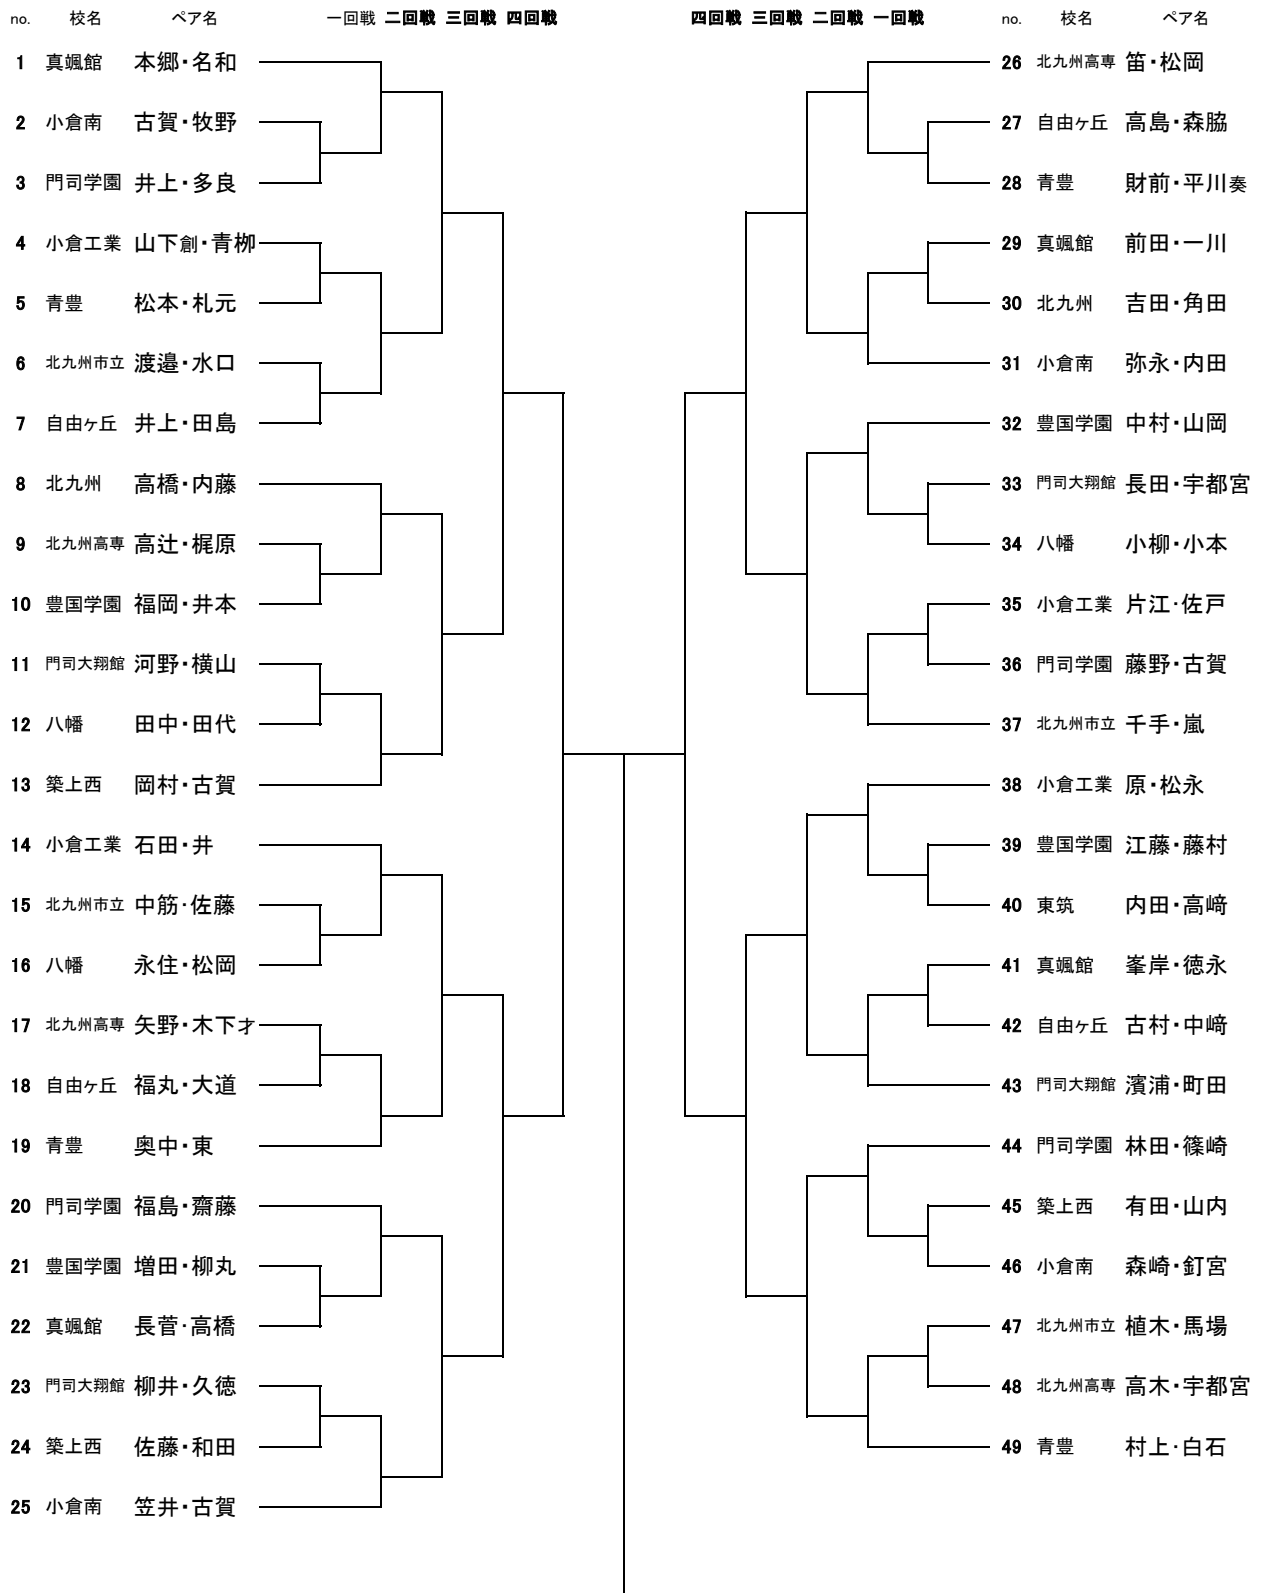 no. 校名 ペア名 一回戦 二回戦 三回戦 四回戦 四回戦 三回戦 二回戦 一回戦 no. 校名 ペア名
1 真颯館 本郷・名和
2 小倉南 古賀・牧野
3 門司学園 井上・多良
4 小倉工業 山下創・青栁
5 青豊 松本・札元
6 北九州市立 渡邉・水口
7 自由ヶ丘 井上・田島
8 北九州 高橋・内藤
9 北九州高専 高辻・梶原
10 豊国学園 福岡・井本
11 門司大翔館 河野・横山
12 八幡 田中・田代
13 築上西 岡村・古賀
14 小倉工業 石田・井
15 北九州市立 中筋・佐藤
16 八幡 永住・松岡
17 北九州高専 矢野・木下才
18 自由ヶ丘 福丸・大道
19 青豊 奥中・東
20 門司学園 福島・齋藤
21 豊国学園 増田・柳丸
22 真颯館 長菅・高橋
23 門司大翔館 柳井・久徳
24 築上西 佐藤・和田
25 小倉南 笠井・古賀
26 北九州高専 笛・松岡
27 自由ヶ丘 高島・森脇
28 青豊 財前・平川奏
29 真颯館 前田・一川
30 北九州 吉田・角田
31 小倉南 弥永・内田
32 豊国学園 中村・山岡
33 門司大翔館 長田・宇都宮
34 八幡 小柳・小本
35 小倉工業 片江・佐戸
36 門司学園 藤野・古賀
37 北九州市立 千手・嵐
38 小倉工業 原・松永
39 豊国学園 江藤・藤村
40 東筑 内田・高﨑
41 真颯館 峯岸・徳永
42 自由ヶ丘 古村・中﨑
43 門司大翔館 濱浦・町田
44 門司学園 林田・篠崎
45 築上西 有田・山内
46 小倉南 森崎・釘宮
47 北九州市立 植木・馬場
48 北九州高専 高木・宇都宮
49 青豊 村上・白石